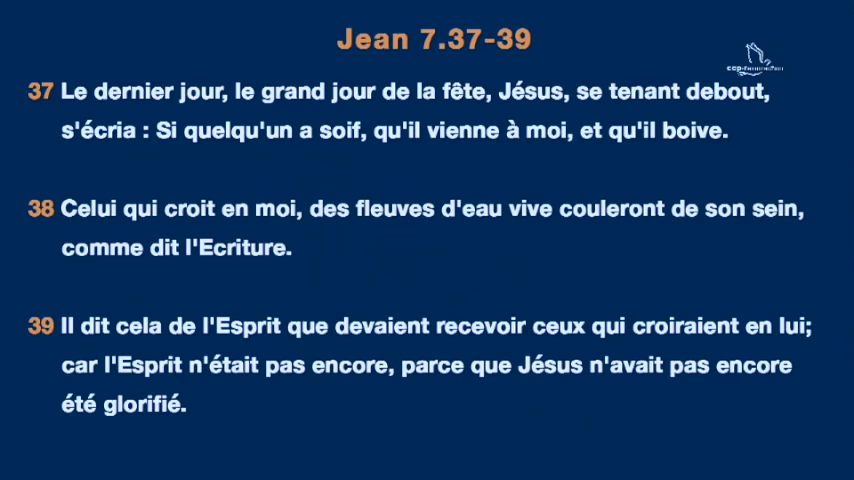 Jean 7.37-39
37 Le dernier jour, le grand jour de la fête, Jésus, se tenant debout,
s'écria : Si quelqu'un a soif, qu'il vienne à moi, et qu'il boive.
38 Celui qui croit en moi, des fleuves d'eau vive couleront de son sein,
comme dit l'Ecriture.
39 Il dit cela de l'Esprit que devaient recevoir ceux qui croiraient en lui;
car l'Esprit n'était pas encore, parce que Jésus n'avait pas encore
été glorifié.